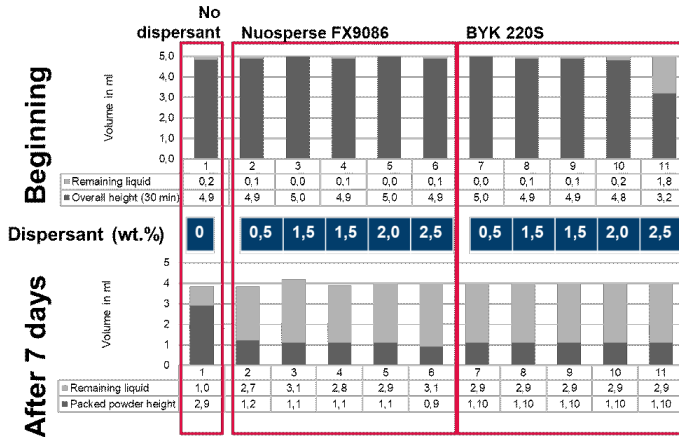 No dispersant
Nuosperse FX9086
BYK 220S
Beginning
Volume in ml
5,0
4,0
3,0
2,0
1,0
0,0
1 2 3 4 5 6 7 8 9 10 11
Remaining liquid 0,2 0,1 0,0 0,1 0,0 0,1 0,0 0,1 0,1 0,2 1,8
Overall height (30 min) 4,9 4,9 5,0 4,9 5,0 4,9 5,0 4,9 4,9 4,8 3,2
Dispersant (wt.%) 0 0,5 1,5 1,5 2,0 2,5 0,5 1,5 1,5 2,0 2,5
After 7 days
Volume in ml
5
4
3
2
1
0
1 2 3 4 5 6 7 8 9 10 11
Remaining liquid 1,0 2,7 3,1 2,8 2,9 3,1 2,9 2,9 2,9 2,9 2,9
Packed powder height 2,9 1,2 1,1 1,1 1,1 0,9 1,10 1,10 1,10 1,10 1,10